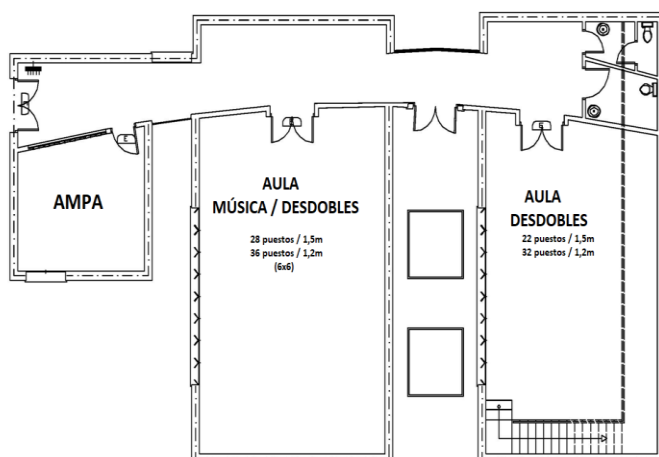 AMPA
AULA
MÚSICA / DESDOBLES
28 puestos / 1,5m
36 puestos / 1,2m
(6x6)
AULA
DESDOBLES
22 puestos / 1,5m
32 puestos / 1,2m